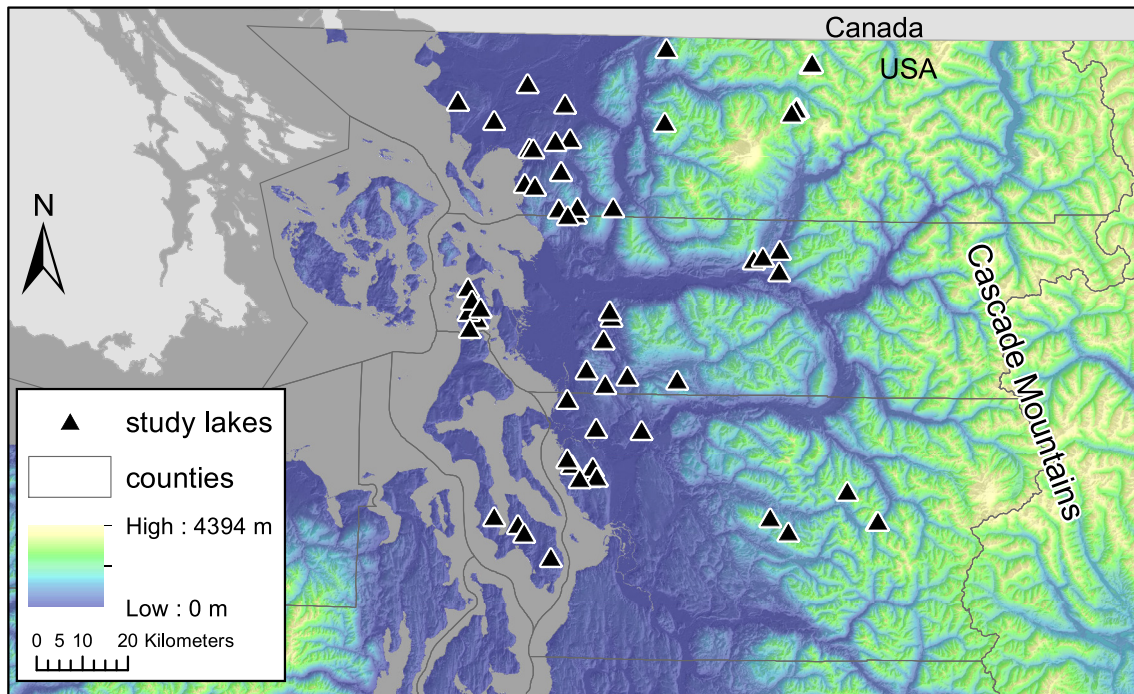 Canada
USA
N
Cascade Mountains
study lakes
counties
High : 4394 m
Low : 0 m
0 5 10 20 Kilometers